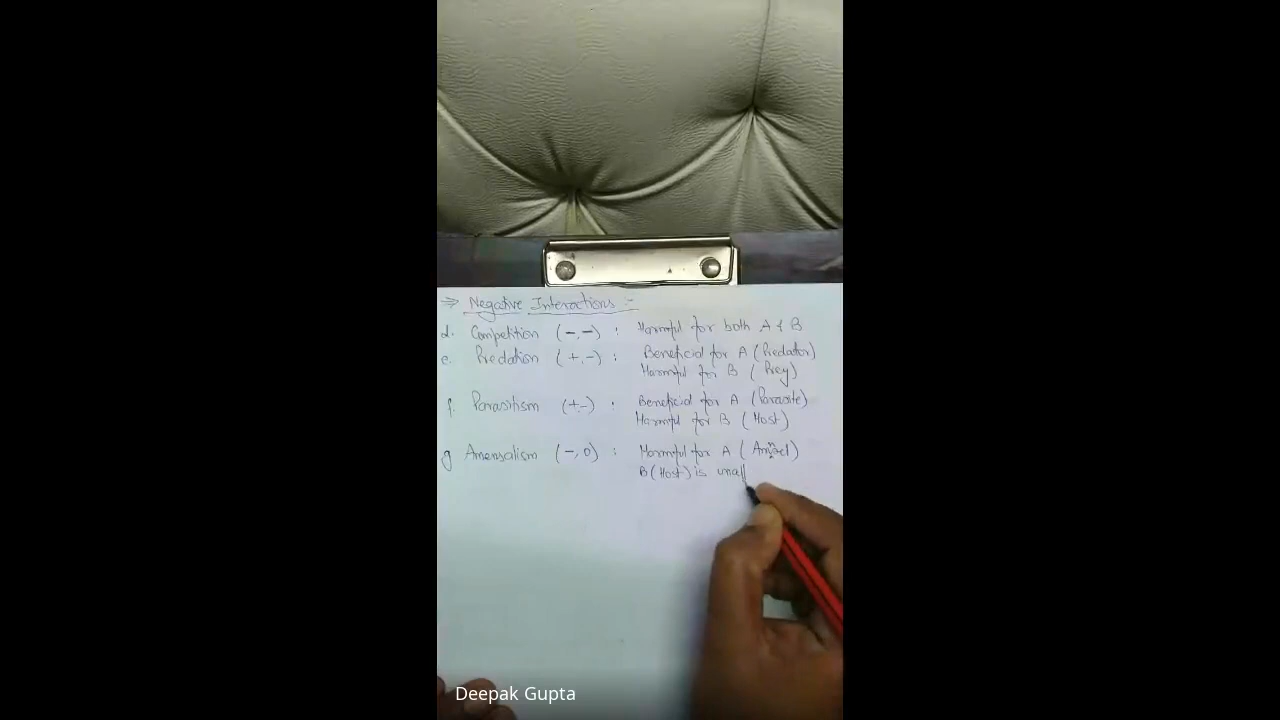 ⇒ Negative Interactions :-
d. Competition (-,-) : Harmful for both A & B
e. Predation (+,-) : Beneficial for A (Predator)
Harmful for B (Prey)
f. Parasitism (+,-) : Beneficial for A (Parasite)
Harmful for B (Host)
g Amensalism (-,0) : Harmful for A
B (Host) is unaff
Deepak Gupta